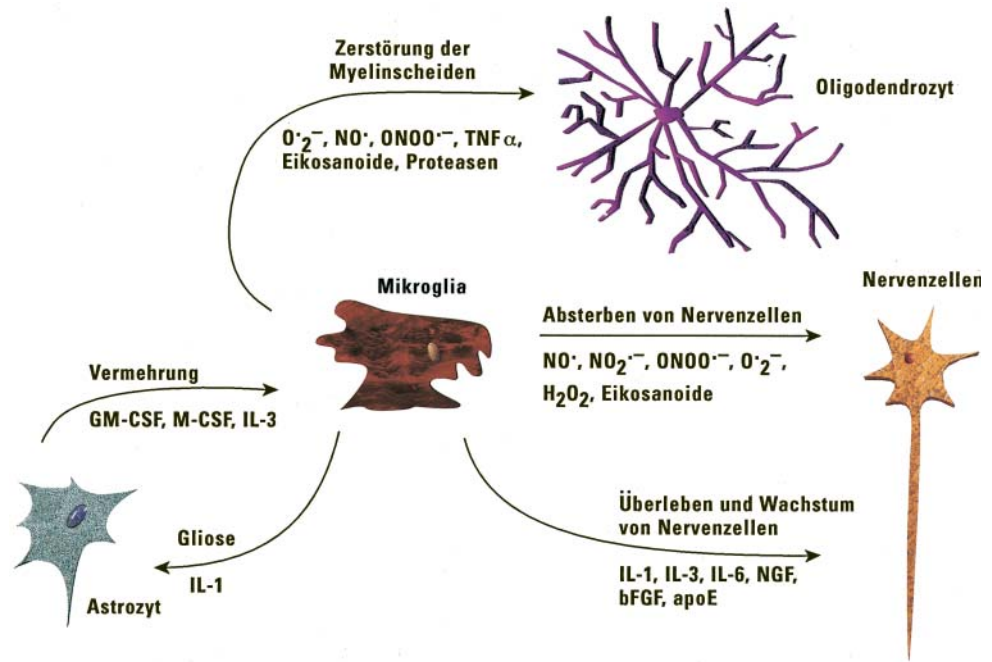 Zerstörung der
Myelinscheiden
Oligodendrozyt
O·₂⁻, NO·, ONOO·⁻, TNF α,
Eikosanoide, Proteasen
Mikroglia
Nervenzellen
Absterben von Nervenzellen
NO·, NO₂·⁻, ONOO·⁻, O·₂⁻,
H₂O₂, Eikosanoide
Vermehrung
GM-CSF, M-CSF, IL-3
Überleben und Wachstum
von Nervenzellen
Gliose
IL-1
IL-1, IL-3, IL-6, NGF,
bFGF, apoE
Astrozyt